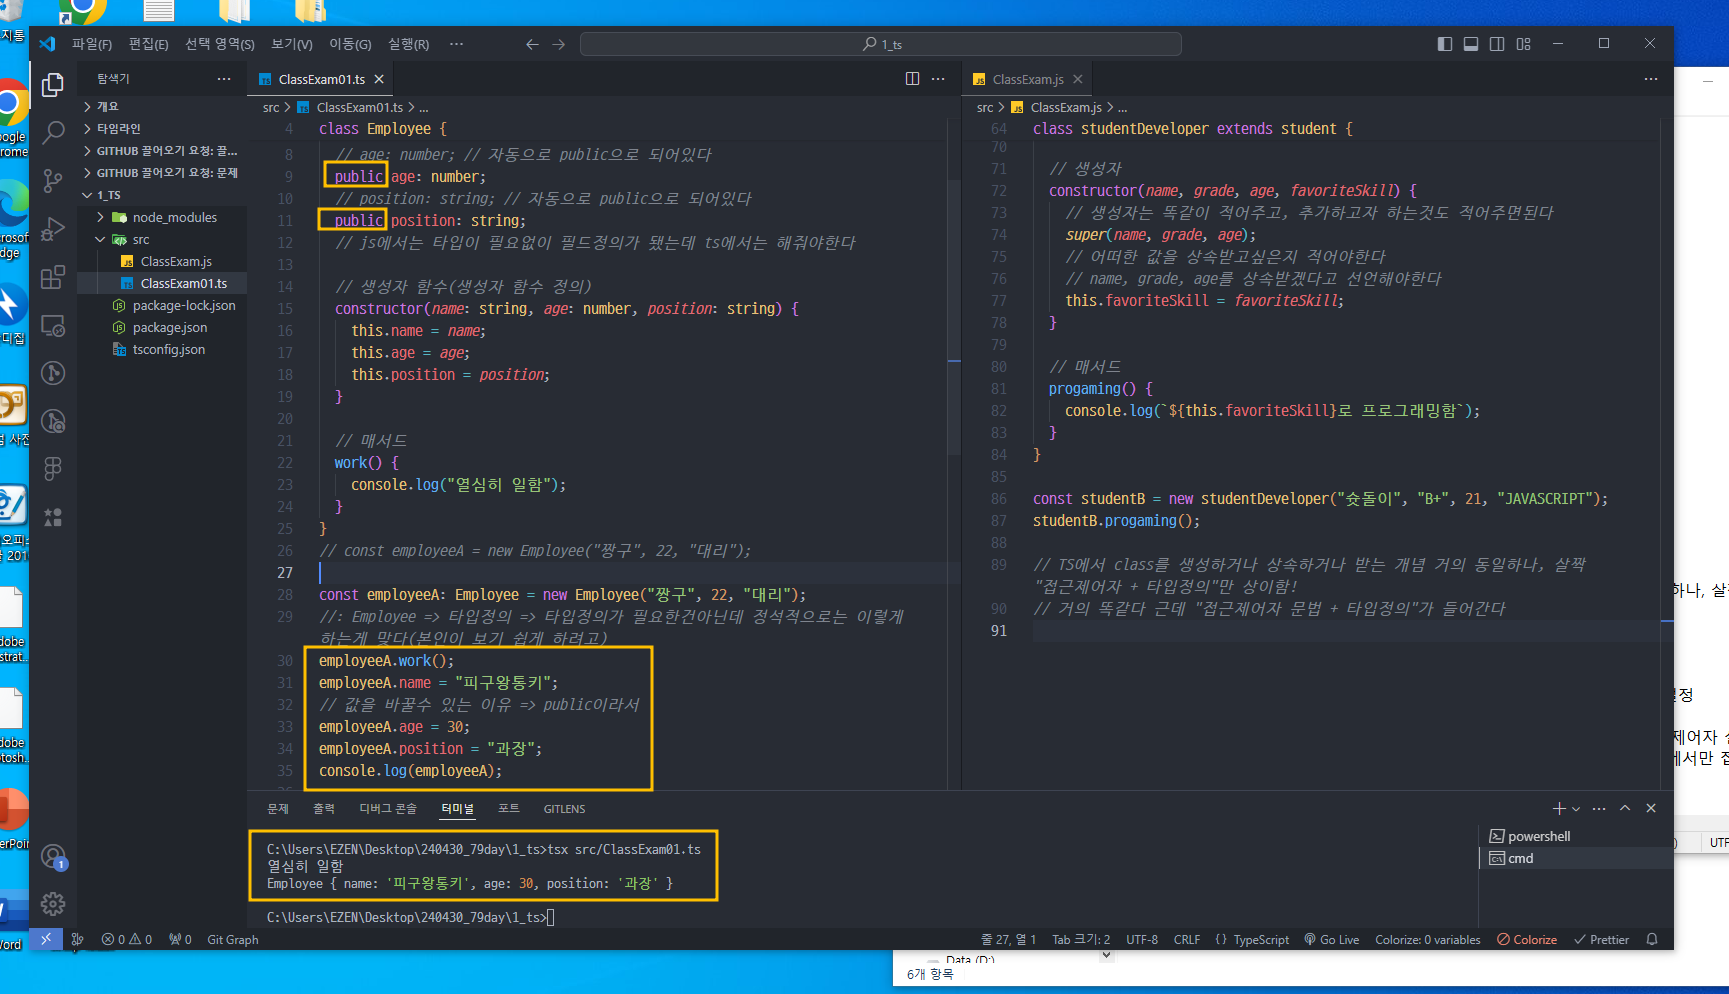 지통
파일(F) 편집(E) 선택 영역(S) 보기(V) 이동(G) 실행(R) ···
1_ts
탐색기 ···
ClassExam01.ts
ClassExam.js
src > ClassExam01.ts > ...
src > ClassExam.js > ...
개요
타임라인
GITHUB 끌어오기 요청: 끌...
GITHUB 끌어오기 요청: 문제
1_TS
node_modules
src
ClassExam.js
ClassExam01.ts
package-lock.json
package.json
tsconfig.json
4 class Employee {
8 // age: number; // 자동으로 public으로 되어있다
9 public age: number;
10 // position: string; // 자동으로 public으로 되어있다
11 public position: string;
12 // js에서는 타입이 필요없이 필드정의가 됐는데 ts에서는 해줘야한다
13
14 // 생성자 함수(생성자 함수 정의)
15 constructor(name: string, age: number, position: string) {
16 this.name = name;
17 this.age = age;
18 this.position = position;
19 }
20
21 // 매서드
22 work() {
23 console.log("열심히 일함");
24 }
25 }
26 // const employeeA = new Employee("짱구", 22, "대리");
27
28 const employeeA: Employee = new Employee("짱구", 22, "대리");
29 //: Employee => 타입정의 => 타입정의가 필요한건아닌데 정석적으로는 이렇게
하는게 맞다(본인이 보기 쉽게 하려고)
30 employeeA.work();
31 employeeA.name = "피구왕통키";
32 // 값을 바꿀수 있는 이유 => public이라서
33 employeeA.age = 30;
34 employeeA.position = "과장";
35 console.log(employeeA);
64 class studentDeveloper extends student {
70
71 // 생성자
72 constructor(name, grade, age, favoriteSkill) {
73 // 생성자는 똑같이 적어주고, 추가하고자 하는것도 적어주면된다
74 super(name, grade, age);
75 // 어떠한 값을 상속받고싶은지 적어야한다
76 // name, grade, age를 상속받겠다고 선언해야한다
77 this.favoriteSkill = favoriteSkill;
78 }
79
80 // 매서드
81 progaming() {
82 console.log(`${this.favoriteSkill}로 프로그래밍함`);
83 }
84 }
85
86 const studentB = new studentDeveloper("숏돌이", "B+", 21, "JAVASCRIPT");
87 studentB.progaming();
88
89 // TS에서 class를 생성하거나 상속하거나 받는 개념 거의 동일하나, 살짝
"접근제어자 + 타입정의"만 상이함!
90 // 거의 똑같다 근데 "접근제어자 문법 + 타입정의"가 들어간다
91
문제 출력 디버그 콘솔 터미널 포트 GITLENS
C:\Users\EZEN\Desktop\240430_79day\1_ts>tsx src/ClassExam01.ts
열심히 일함
Employee { name: '피구왕통키', age: 30, position: '과장' }
C:\Users\EZEN\Desktop\240430_79day\1_ts>
powershell
cmd
1
0 0 0 Git Graph 줄 27, 열 1 Tab 크기: 2 UTF-8 CRLF {} TypeScript Go Live Colorize: 0 variables Colorize Prettier
Data (D:)
6개 항목
하나, 살
제어자
UTF
Word